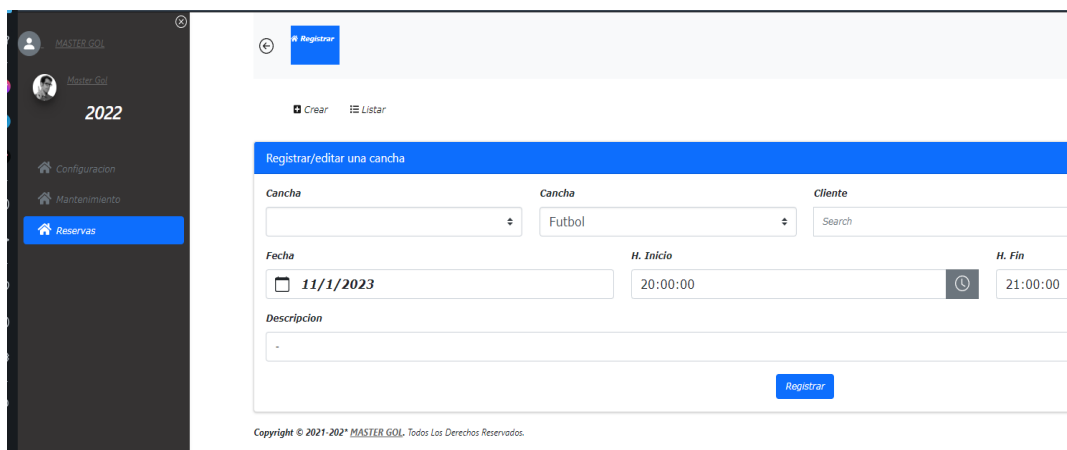 MASTER GOL
Master Gol
2022
Configuracion
Mantenimiento
Reservas
Registrar
Crear Listar
Registrar/editar una cancha
Cancha Cancha Cliente
Futbol Search
Fecha H. Inicio H. Fin
11/1/2023 20:00:00 21:00:00
Descripcion
-
Registrar
Copyright © 2021-202* MASTER GOL. Todos Los Derechos Reservados.